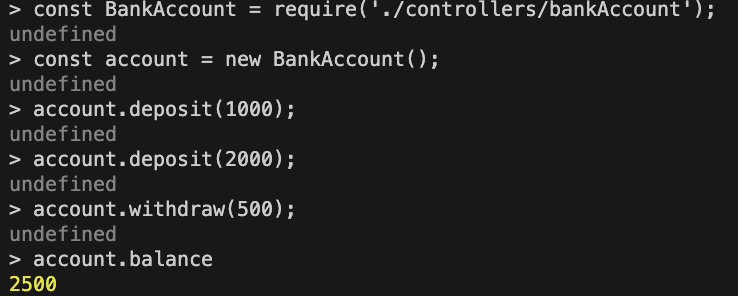 > const BankAccount = require('./controllers/bankAccount');
undefined
> const account = new BankAccount();
undefined
> account.deposit(1000);
undefined
> account.deposit(2000);
undefined
> account.withdraw(500);
undefined
> account.balance
2500